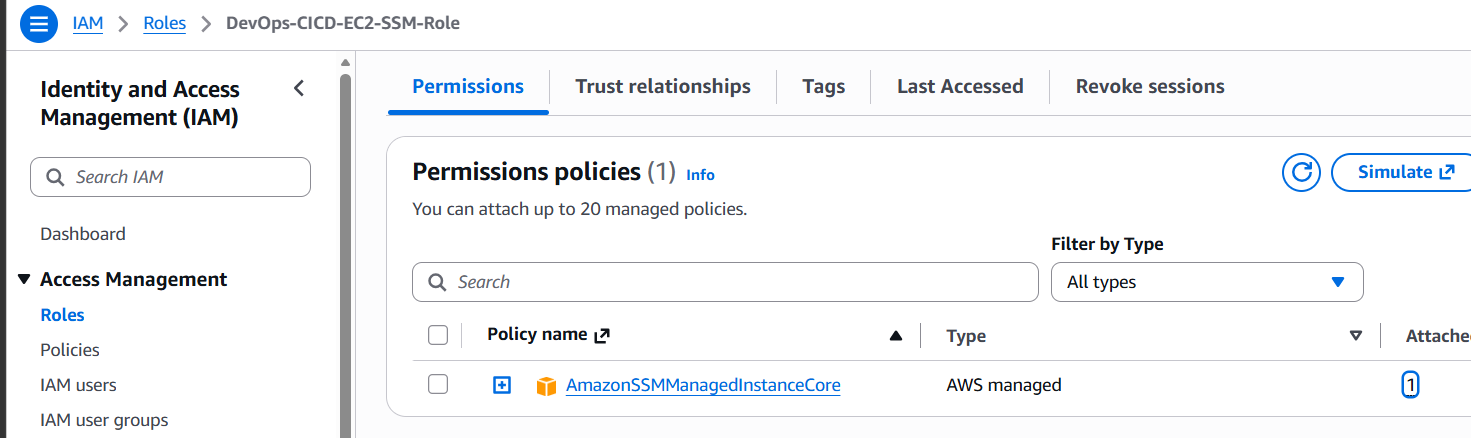 IAM > Roles > DevOps-CICD-EC2-SSM-Role
Identity and Access
Management (IAM)
Search IAM
Dashboard
Access Management
Roles
Policies
IAM users
IAM user groups
Permissions
Trust relationships
Tags
Last Accessed
Revoke sessions
Permissions policies (1) Info
You can attach up to 20 managed policies.
Simulate
Filter by Type
Search
All types
Policy name
Type
Attached
AmazonSSMManagedInstanceCore
AWS managed
1